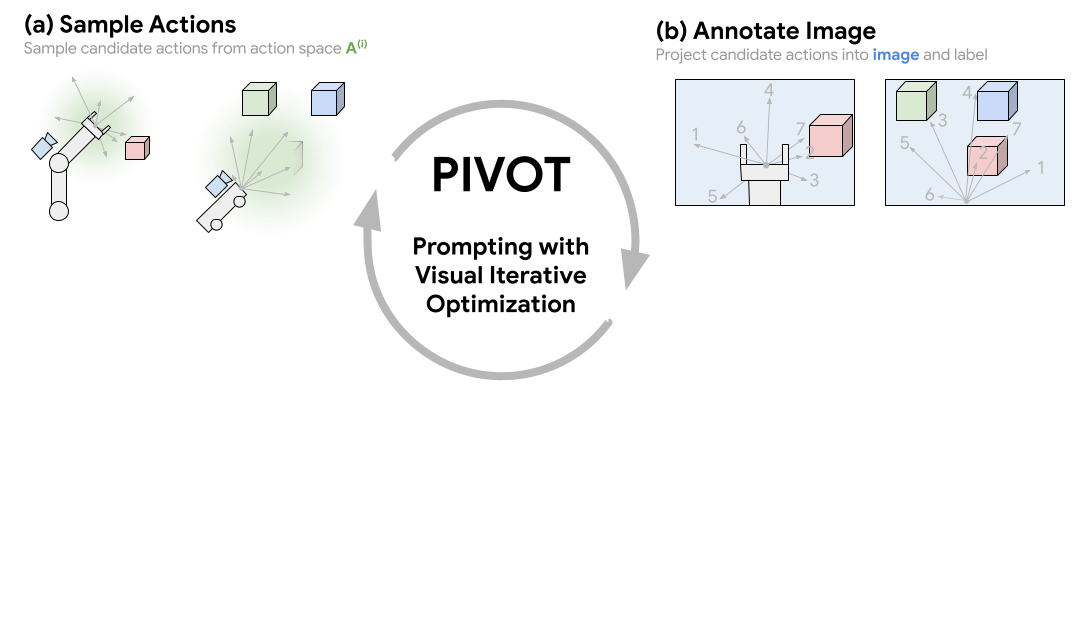 (a) Sample Actions
Sample candidate actions from action space A(i)
PIVOT
Prompting with
Visual Iterative
Optimization
(b) Annotate Image
Project candidate actions into image and label
4
1
6
7
2
3
5
4
3
7
5
2
1
6